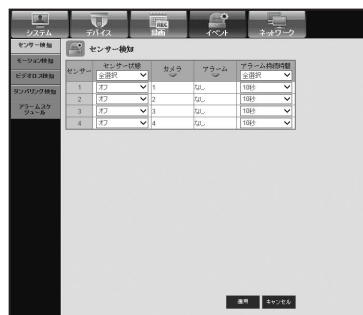 システム デバイス 録画 イベント ネットワーク
REC
センサー検知
センサー検知
モーション検知
ビデオロス検知
タンパリング検知
アラームスケ
ジュール
センサー センサー状態 カメラ アラーム アラーム持続時間
全選択 全選択
1 オフ 1 なし 10秒
2 オフ 2 なし 10秒
3 オフ 3 なし 10秒
4 オフ 4 なし 10秒
適用 キャンセル